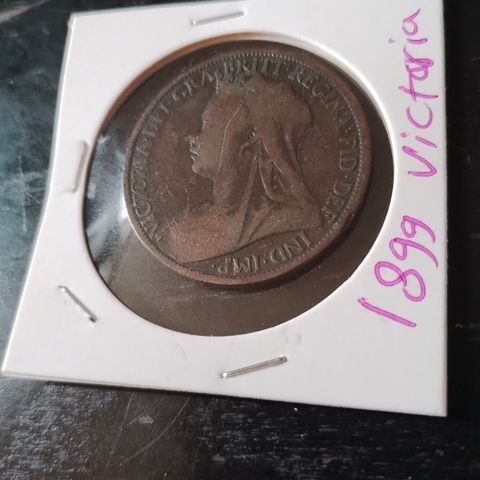 VICTORIA·DEI·GRA·BRITT·REGINA·FID·DEF·
IND·IMP·
1899 Victoria